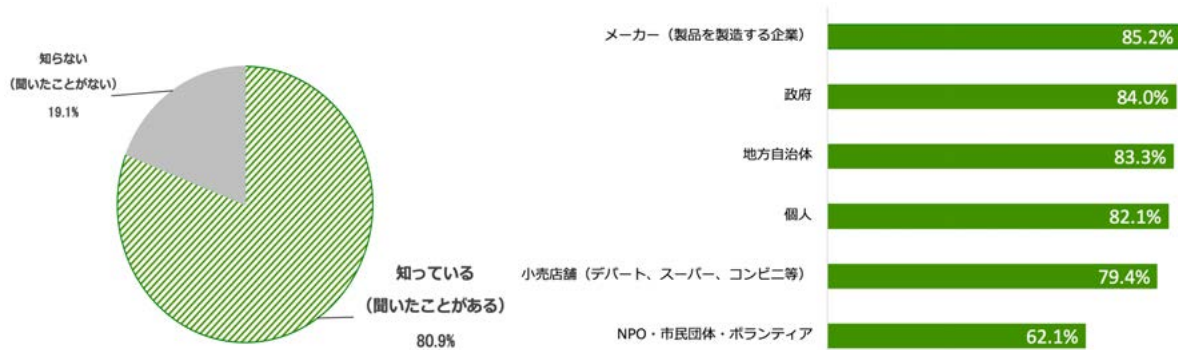 知らない
(聞いたことがない)
19.1%
知っている
(聞いたことがある)
80.9%
メーカー（製品を製造する企業） 85.2%
政府 84.0%
地方自治体 83.3%
個人 82.1%
小売店舗（デパート、スーパー、コンビニ等） 79.4%
NPO・市民団体・ボランティア 62.1%